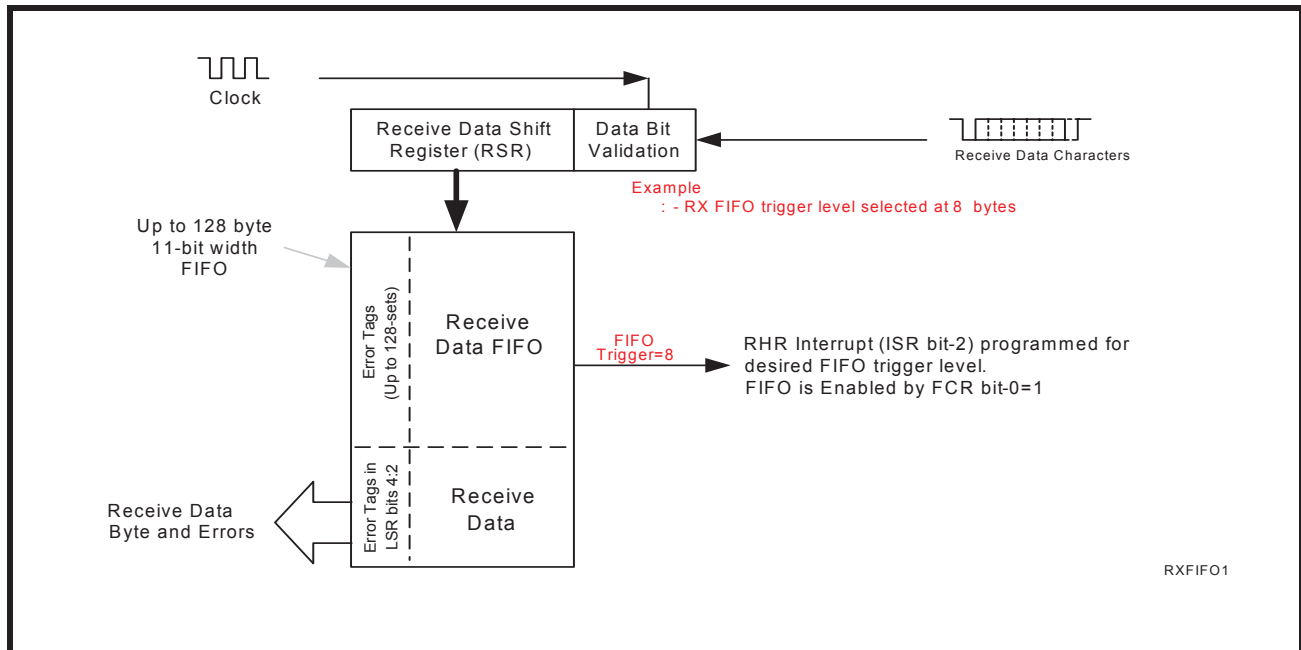 Clock
Receive Data Shift
Register (RSR)
Data Bit
Validation
Receive Data Characters
Example
: - RX FIFO trigger level selected at 8 bytes
Up to 128 byte
11-bit width
FIFO
Error Tags
(Up to 128-sets)
Receive
Data FIFO
FIFO
Trigger=8
RHR Interrupt (ISR bit-2) programmed for
desired FIFO trigger level.
FIFO is Enabled by FCR bit-0=1
Error Tags in
LSR bits 4:2
Receive
Data
Receive Data
Byte and Errors
RXFIFO1